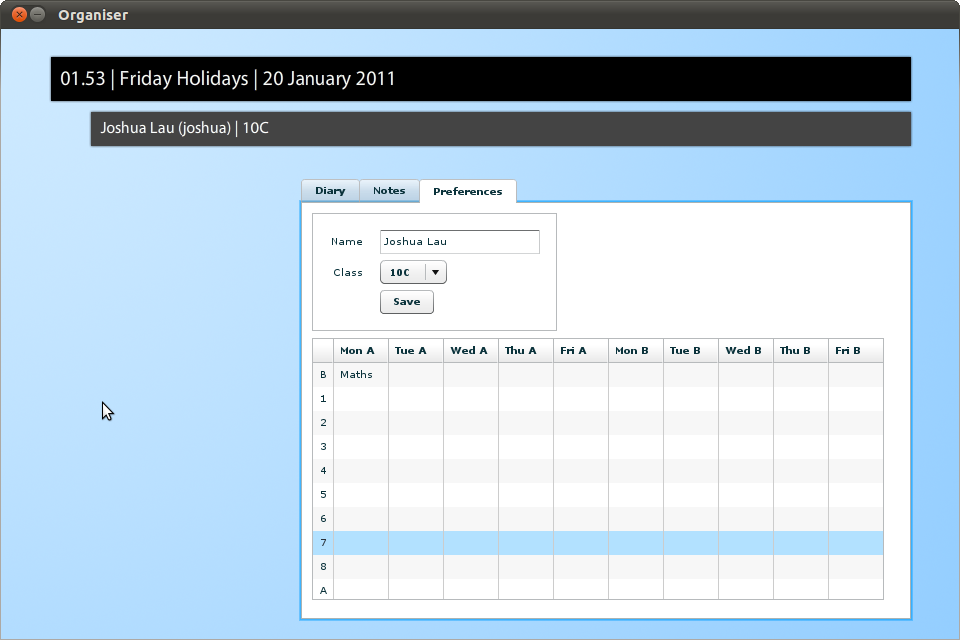 Organiser
01.53 | Friday Holidays | 20 January 2011
Joshua Lau (joshua) | 10C
Diary Notes Preferences
Name Joshua Lau
Class 10C
Save
Mon A Tue A Wed A Thu A Fri A Mon B Tue B Wed B Thu B Fri B
B Maths
1
2
3
4
5
6
7
8
A